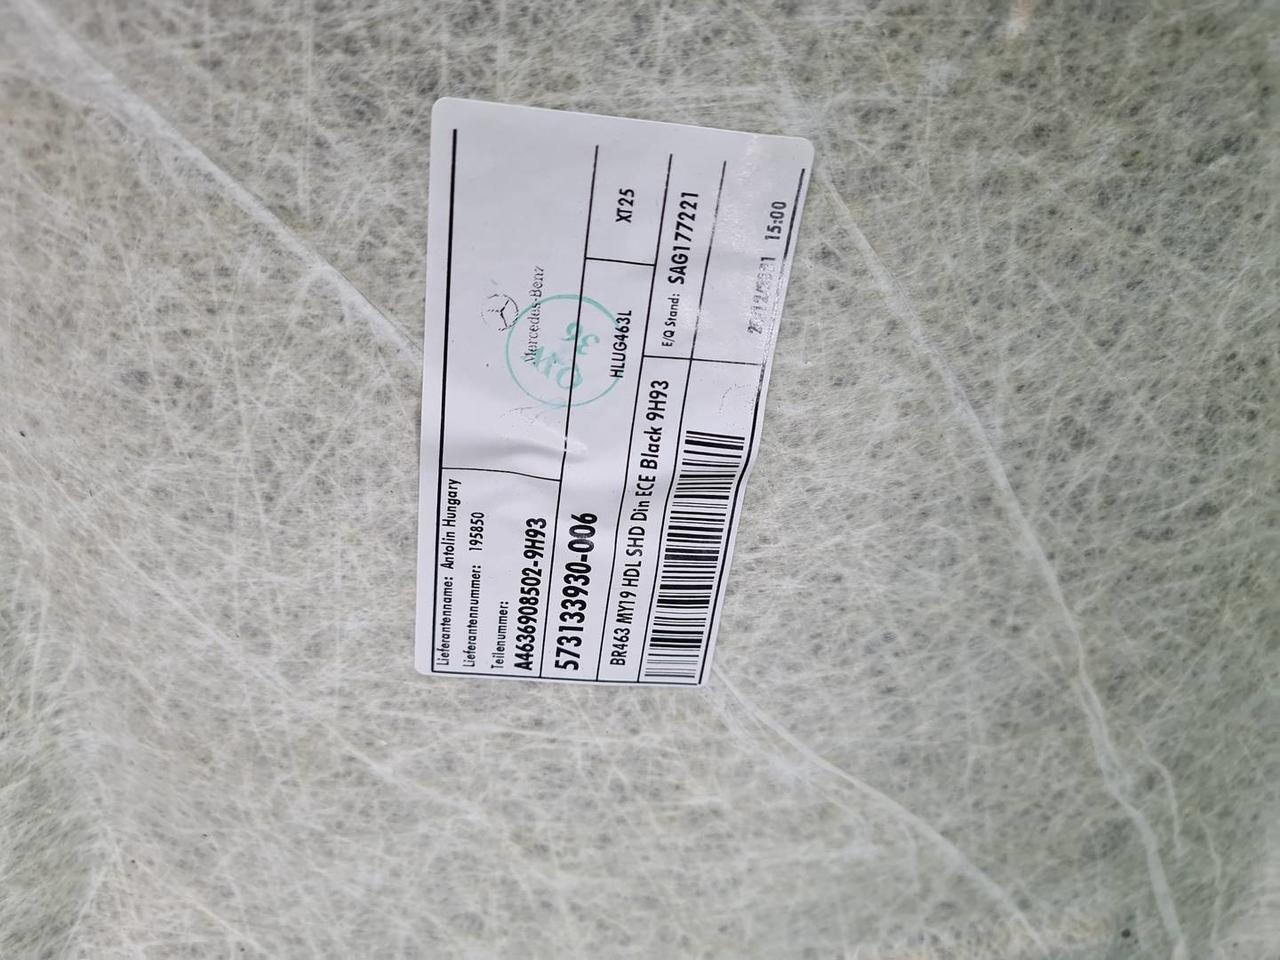 Lieferantenname: Antolin Hungary
Lieferantennummer: 195850
Teilenummer:
A4636908502-9H93
Mercedes-Benz
573133930-006
HLUG463L
XT25
BR463 MY19 HDL SHD Din ECE Black 9H93
E/Q Stand: SAG177221
15:00